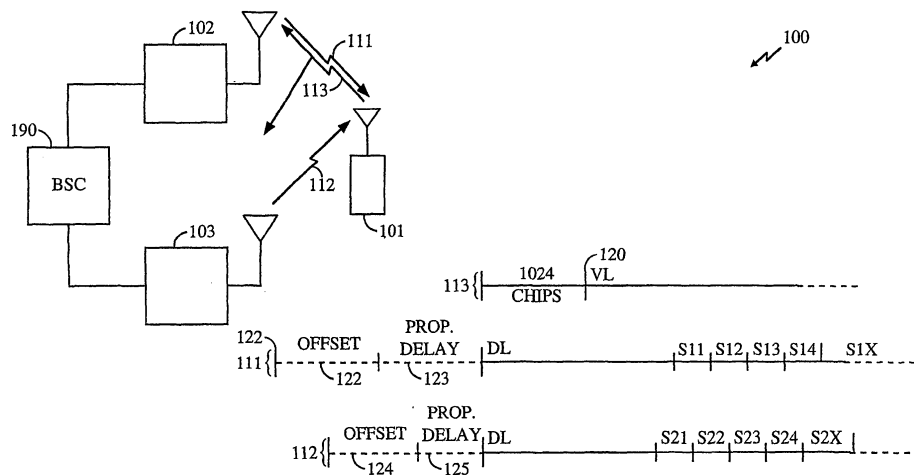 102
111
100
113
190
BSC
112
103
101
120
113
1024
VL
CHIPS
122
111
OFFSET
PROP.
DELAY
DL
S11
S12
S13
S14
S1X
122
123
112
OFFSET
PROP.
DELAY
DL
S21
S22
S23
S24
S2X
124
125